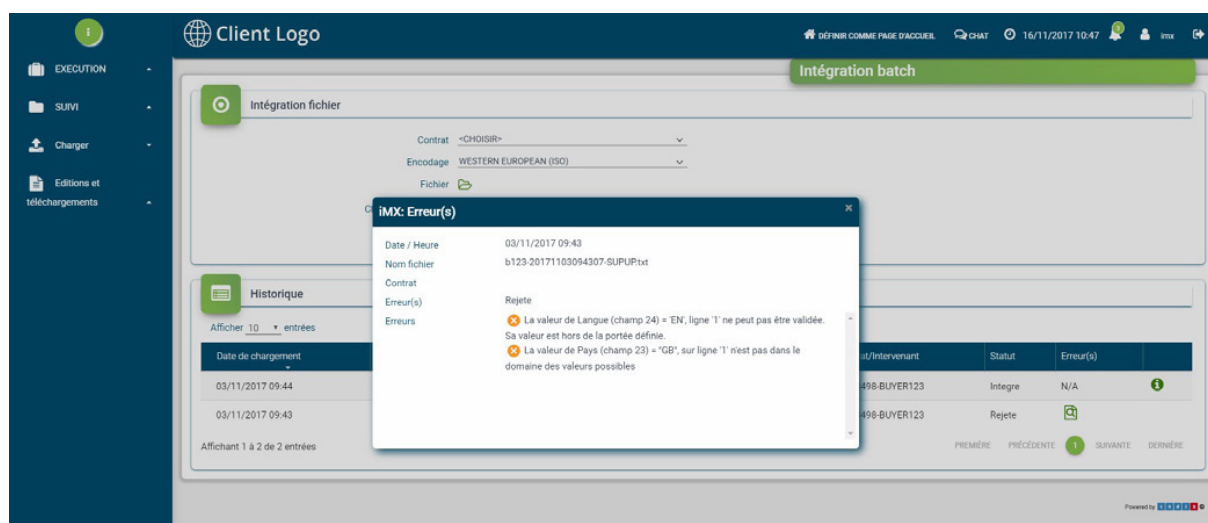 i
Client Logo
DÉFINIR COMME PAGE D'ACCUEIL
CHAT
16/11/2017 10:47
imx
EXECUTION
SUIVI
Charger
Editions et
téléchargements
Intégration batch
Intégration fichier
Contrat <CHOISIR>
Encodage WESTERN EUROPEAN (ISO)
Fichier
iMX: Erreur(s) ×
Date / Heure 03/11/2017 09:43
Nom fichier b123-20171103094307-SUPUP.txt
Contrat
Erreur(s) Rejete
Erreurs La valeur de Langue (champ 24) = 'EN', ligne '1' ne peut pas être validée.
Sa valeur est hors de la portée définie.
La valeur de Pays (champ 23) = "GB", sur ligne '1' n'est pas dans le
domaine des valeurs possibles
Historique
Afficher 10 entrées
Date de chargement at/Intervenant Statut Erreur(s)
03/11/2017 09:44 498-BUYER123 Integre N/A
03/11/2017 09:43 498-BUYER123 Rejete
Affichant 1 à 2 de 2 entrées
PREMIÈRE PRÉCÉDENTE 1 SUIVANTE DERNIÈRE
Powered by